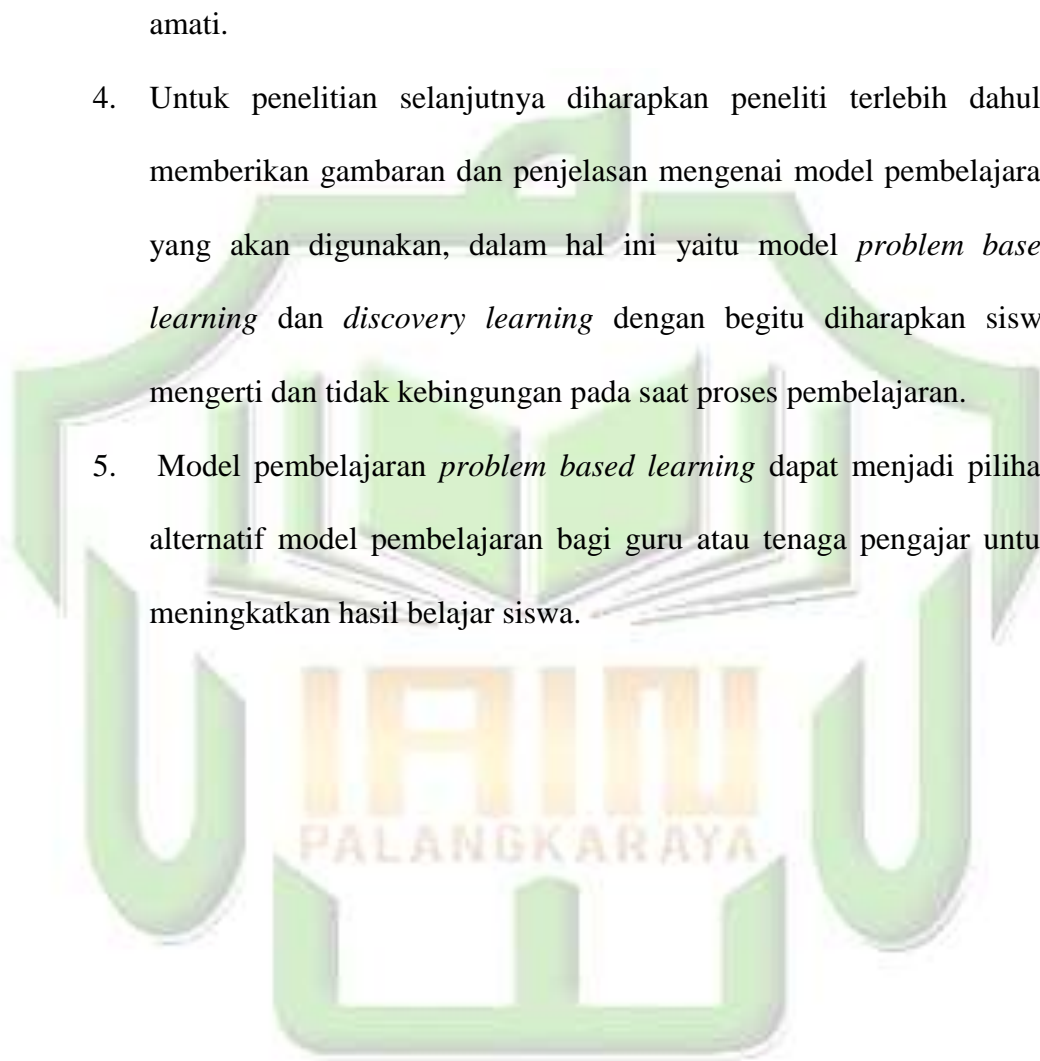 amati.
4. Untuk penelitian selanjutnya diharapkan peneliti terlebih dahul
memberikan gambaran dan penjelasan mengenai model pembelajara
yang akan digunakan, dalam hal ini yaitu model problem base
learning dan discovery learning dengan begitu diharapkan sisw
mengerti dan tidak kebingungan pada saat proses pembelajaran.
5. Model pembelajaran problem based learning dapat menjadi piliha
alternatif model pembelajaran bagi guru atau tenaga pengajar untu
meningkatkan hasil belajar siswa.
IAIN
PALANGKARAYA